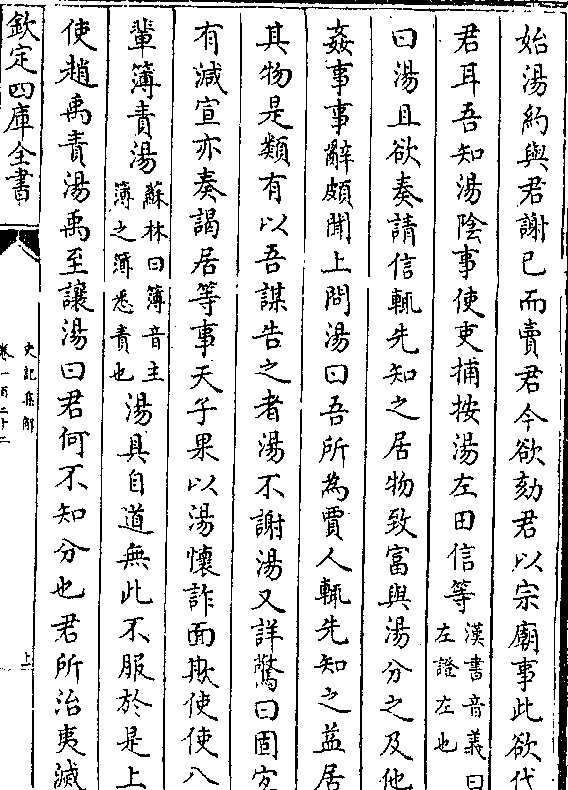 始湯約與君謝已而賣君今欲劾君以宗廟事此欲代
君耳吾知湯陰事使吏捕按湯左田信等漢書音義曰左證左也
曰湯且欲奏請信輒先知之居物致富與湯分之及他
姦事事辭頗聞上問湯曰吾所為賈人輒先知之益居
其物是類有以吾謀告之者湯不謝湯又詳驚曰固宜
有減宣亦奏謁居等事天子果以湯懷詐面欺使使八
輩簿責湯蘇林曰簿音主簿之簿悉責也湯具自道無此不服於是上
使趙禹責湯禹至讓湯曰君何不知分也君所治夷滅
欽定四庫全書
史記集解
卷一百二十二